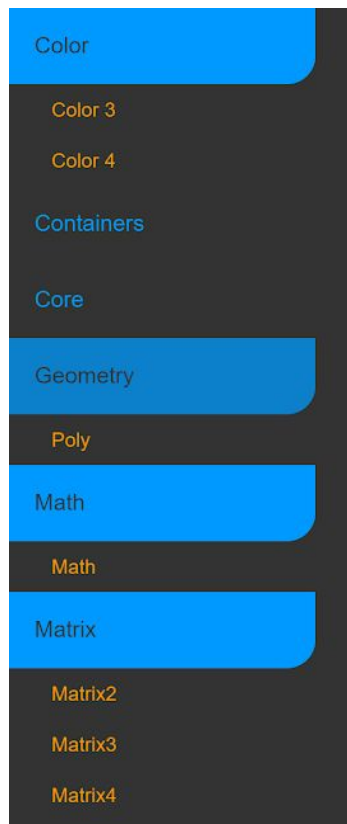 Color
Color 3
Color 4
Containers
Core
Geometry
Poly
Math
Math
Matrix
Matrix2
Matrix3
Matrix4